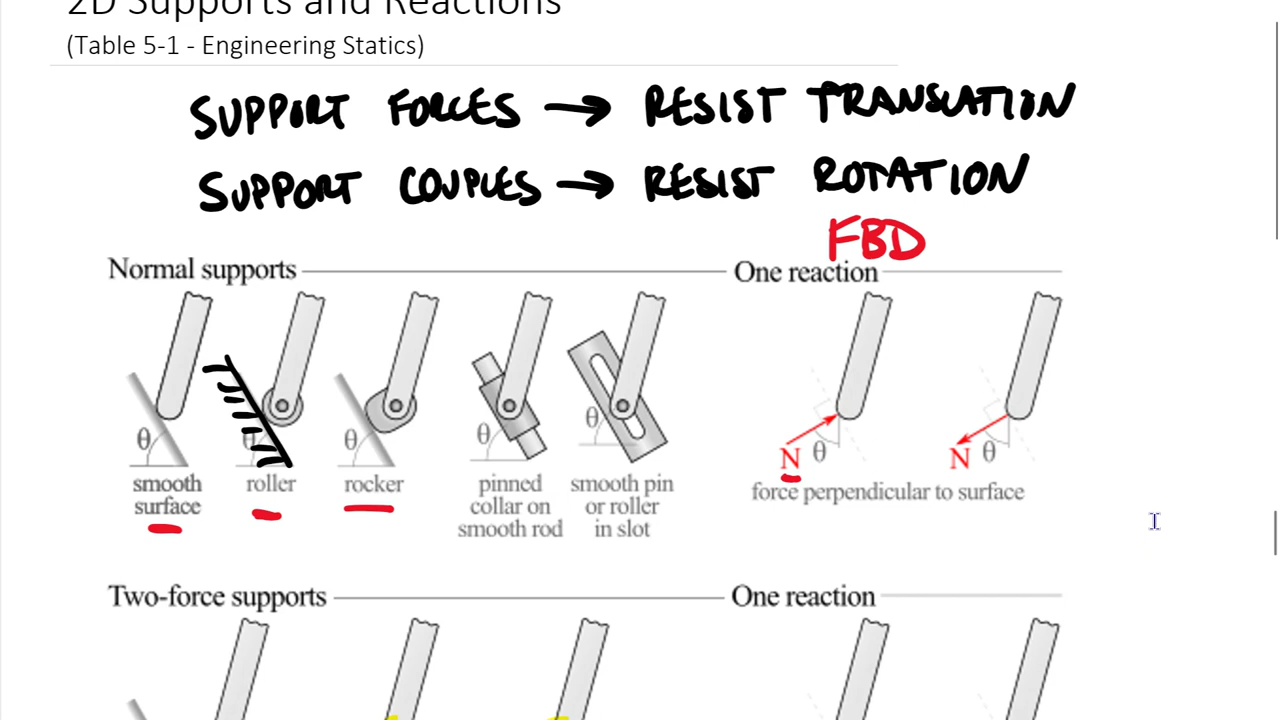 2D Supports and Reactions
(Table 5-1 - Engineering Statics)
SUPPORT FORCES → RESIST TRANSLATION
SUPPORT COUPLES → RESIST ROTATION
FBD
Normal supports
One reaction
θ θ θ θ θ
N θ N θ
smooth surface
roller
rocker
pinned collar on smooth rod
smooth pin or roller in slot
force perpendicular to surface
Two-force supports
One reaction